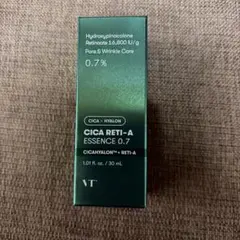 Hydroxypinacolone
Retinoate 16,800 IU/g
Pore & Wrinkle Care
0.7%
CICA × HYALON
CICA RETI-A
ESSENCE 0.7
CICAHYALON™ + RETI-A
1.01 fl. oz. / 30 mL
VT